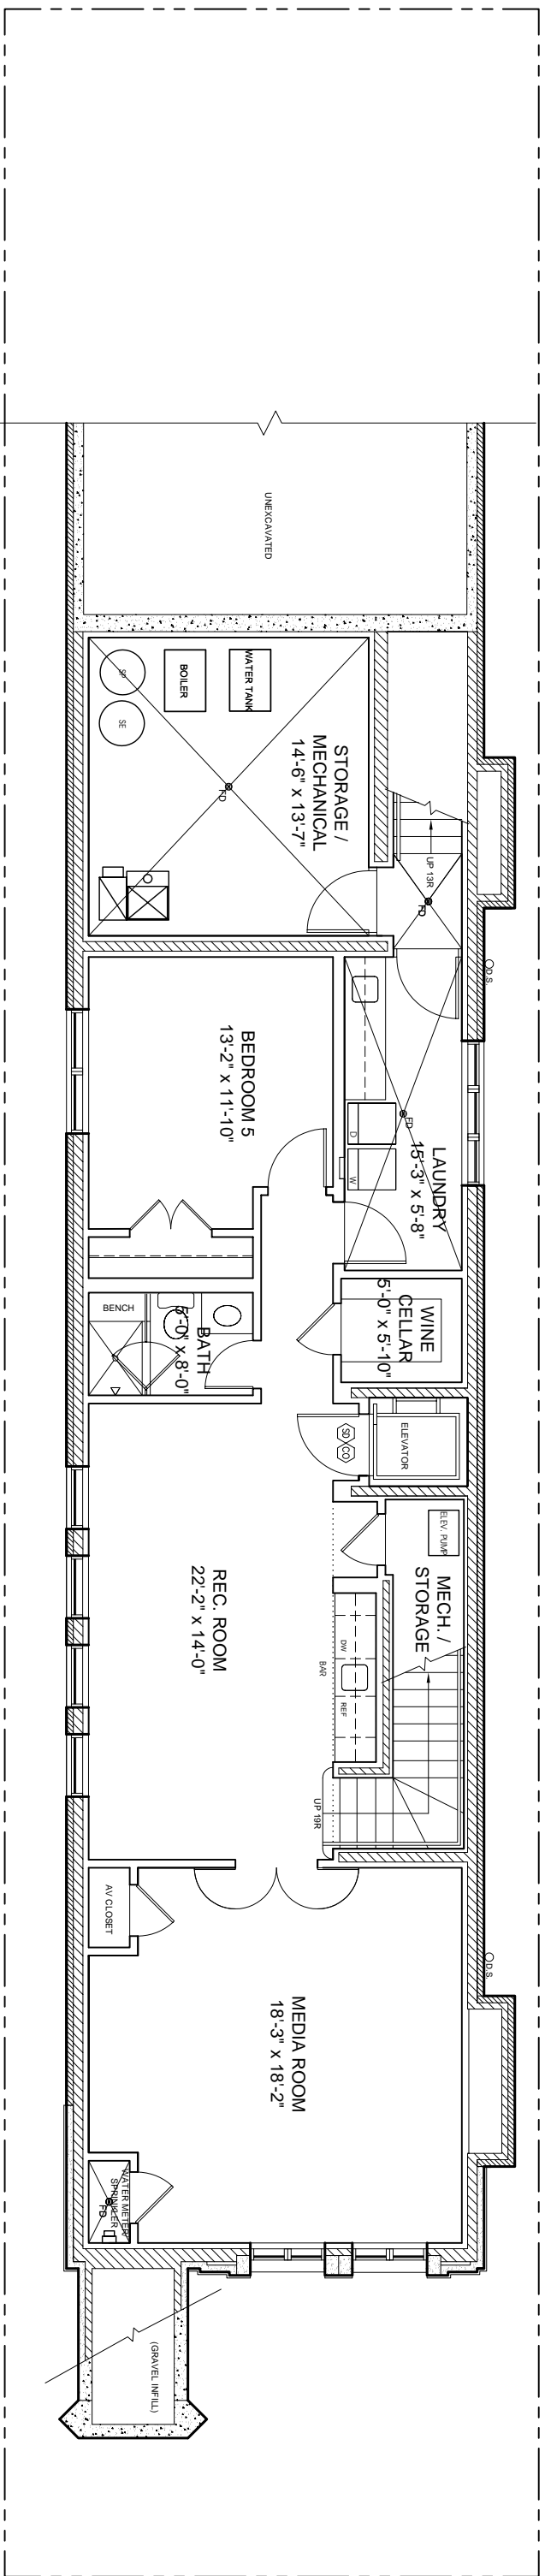 UNEXCAVATED
WATER TANK
BOILER
SP
SE
STORAGE /
MECHANICAL
14'-6" x 13'-7"
FD
UP 13R
FD
D.S.
BEDROOM 5
13'-2" x 11'-10"
LAUNDRY
15'-3" x 5'-8"
FD
D
W
WINE
CELLAR
5'-0" x 5'-10"
BENCH
BATH
5'-0" x 8'-0"
ELEVATOR
SD
CO
ELEV. PUMP
MECH. /
STORAGE
REC. ROOM
22'-2" x 14'-0"
DW
REF
BAR
UP 19R
AV CLOSET
D.S.
MEDIA ROOM
18'-3" x 18'-2"
WATER METER/
SPRINKLER
FD
(GRAVEL INFILL)